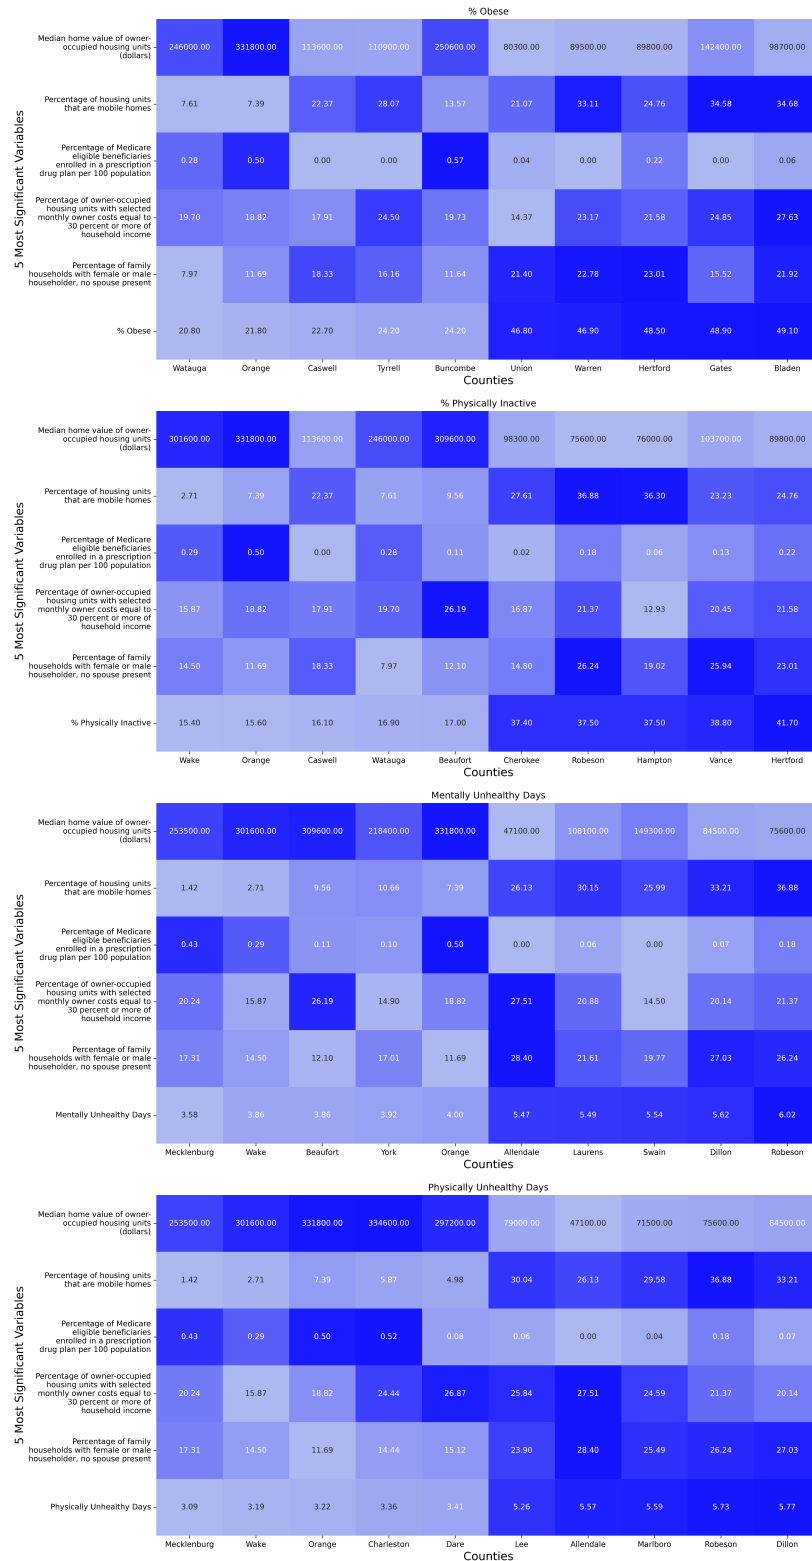 % Obese
5 Most Significant Variables
Median home value of owner-
occupied housing units
(dollars)
246000.00 331800.00 113600.00 110900.00 250600.00 80300.00 89500.00 89800.00 142400.00 98700.00
Percentage of housing units
that are mobile homes
7.61 7.39 22.37 28.07 13.57 21.07 33.11 24.76 34.58 34.68
Percentage of Medicare
eligible beneficiaries
enrolled in a prescription
drug plan per 100 population
0.28 0.50 0.00 0.00 0.57 0.04 0.00 0.22 0.00 0.06
Percentage of owner-occupied
housing units with selected
monthly owner costs equal to
30 percent or more of
household income
19.70 18.82 17.91 24.50 19.73 14.37 23.17 21.58 24.85 27.63
Percentage of family
households with female or male
householder, no spouse present
7.97 11.69 18.33 16.16 11.64 21.40 22.78 23.01 15.52 21.92
% Obese
20.80 21.80 22.70 24.20 24.20 46.80 46.90 48.50 48.90 49.10
Watauga Orange Caswell Tyrrell Buncombe Union Warren Hertford Gates Bladen
Counties
% Physically Inactive
5 Most Significant Variables
Median home value of owner-
occupied housing units
(dollars)
301600.00 331800.00 113600.00 246000.00 309600.00 98300.00 75600.00 76000.00 103700.00 89800.00
Percentage of housing units
that are mobile homes
2.71 7.39 22.37 7.61 9.56 27.61 36.88 36.30 23.23 24.76
Percentage of Medicare
eligible beneficiaries
enrolled in a prescription
drug plan per 100 population
0.29 0.50 0.00 0.28 0.11 0.02 0.18 0.06 0.13 0.22
Percentage of owner-occupied
housing units with selected
monthly owner costs equal to
30 percent or more of
household income
15.87 18.82 17.91 19.70 26.19 16.87 21.37 12.93 20.45 21.58
Percentage of family
households with female or male
householder, no spouse present
14.50 11.69 18.33 7.97 12.10 14.80 26.24 19.02 25.94 23.01
% Physically Inactive
15.40 15.60 16.10 16.90 17.00 37.40 37.50 37.50 38.80 41.70
Wake Orange Caswell Watauga Beaufort Cherokee Robeson Hampton Vance Hertford
Counties
Mentally Unhealthy Days
5 Most Significant Variables
Median home value of owner-
occupied housing units
(dollars)
253500.00 301600.00 309600.00 218400.00 331800.00 47100.00 108100.00 149300.00 84500.00 75600.00
Percentage of housing units
that are mobile homes
1.42 2.71 9.56 10.66 7.39 26.13 30.15 25.99 33.21 36.88
Percentage of Medicare
eligible beneficiaries
enrolled in a prescription
drug plan per 100 population
0.43 0.29 0.11 0.10 0.50 0.00 0.06 0.00 0.07 0.18
Percentage of owner-occupied
housing units with selected
monthly owner costs equal to
30 percent or more of
household income
20.24 15.87 26.19 14.90 18.82 27.51 20.88 14.50 20.14 21.37
Percentage of family
households with female or male
householder, no spouse present
17.31 14.50 12.10 17.01 11.69 28.40 21.61 19.77 27.03 26.24
Mentally Unhealthy Days
3.58 3.86 3.86 3.92 4.00 5.47 5.49 5.54 5.62 6.02
Mecklenburg Wake Beaufort York Orange Allendale Laurens Swain Dillon Robeson
Counties
Physically Unhealthy Days
5 Most Significant Variables
Median home value of owner-
occupied housing units
(dollars)
253500.00 301600.00 331800.00 334600.00 297200.00 79000.00 47100.00 71500.00 75600.00 84500.00
Percentage of housing units
that are mobile homes
1.42 2.71 7.39 5.87 4.98 30.04 26.13 29.58 36.88 33.21
Percentage of Medicare
eligible beneficiaries
enrolled in a prescription
drug plan per 100 population
0.43 0.29 0.50 0.52 0.08 0.06 0.00 0.04 0.18 0.07
Percentage of owner-occupied
housing units with selected
monthly owner costs equal to
30 percent or more of
household income
20.24 15.87 18.82 24.44 26.87 25.84 27.51 24.59 21.37 20.14
Percentage of family
households with female or male
householder, no spouse present
17.31 14.50 11.69 14.44 15.12 23.90 28.40 25.49 26.24 27.03
Physically Unhealthy Days
3.09 3.19 3.22 3.36 3.41 5.26 5.57 5.59 5.73 5.77
Mecklenburg Wake Orange Charleston Dare Lee Allendale Marlboro Robeson Dillon
Counties